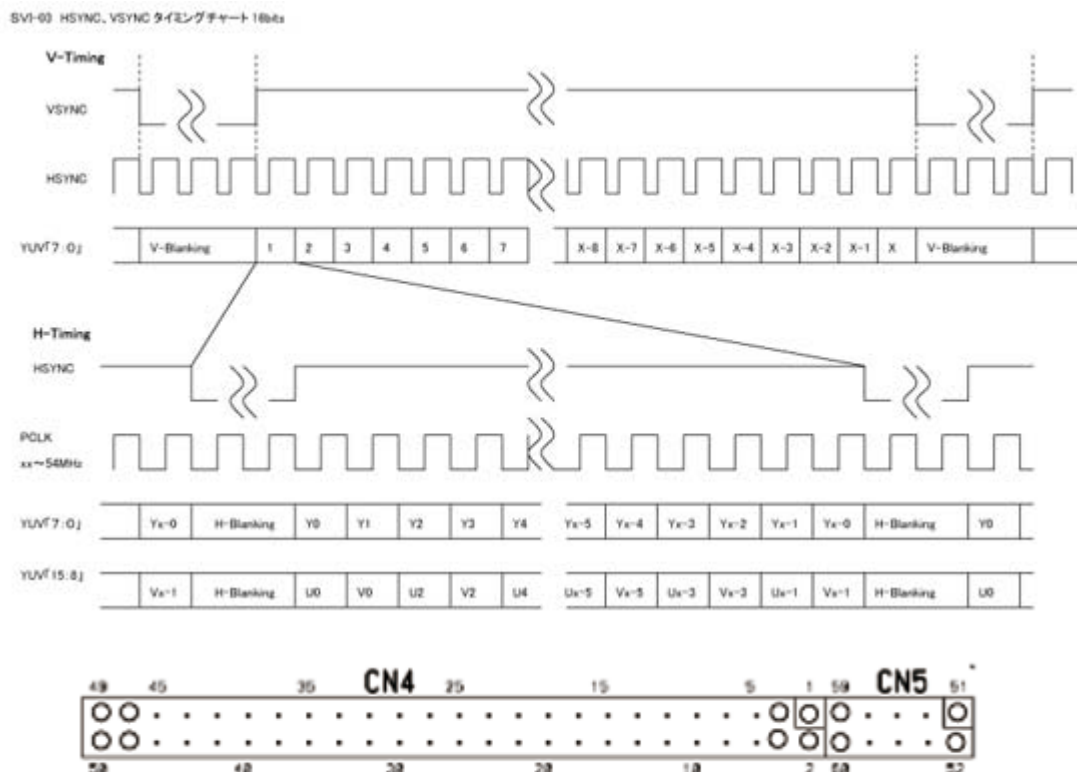 SVI-03 HSYNC、VSYNC タイミングチャート 16bits
V-Timing
VSYNC
HSYNC
YUV「7:0」 V-Blanking 1 2 3 4 5 6 7 X-8 X-7 X-6 X-5 X-4 X-3 X-2 X-1 X V-Blanking
H-Timing
HSYNC
PCLK
xx～54MHz
YUV「7:0」 Yx-0 H-Blanking Y0 Y1 Y2 Y3 Y4 Yx-5 Yx-4 Yx-3 Yx-2 Yx-1 Yx-0 H-Blanking Y0
YUV「15:8」 Vx-1 H-Blanking U0 V0 U2 V2 U4 Ux-5 Vx-5 Ux-3 Vx-3 Ux-1 Vx-1 H-Blanking U0
49 45 35 CN4 25 15 5 1 59 CN5 51
50 40 30 20 10 2 60 52